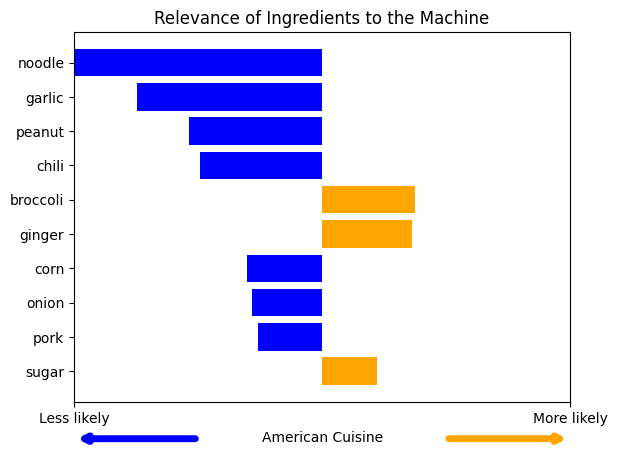 Relevance of Ingredients to the Machine
noodle
garlic
peanut
chili
broccoli
ginger
corn
onion
pork
sugar
Less likely More likely
American Cuisine